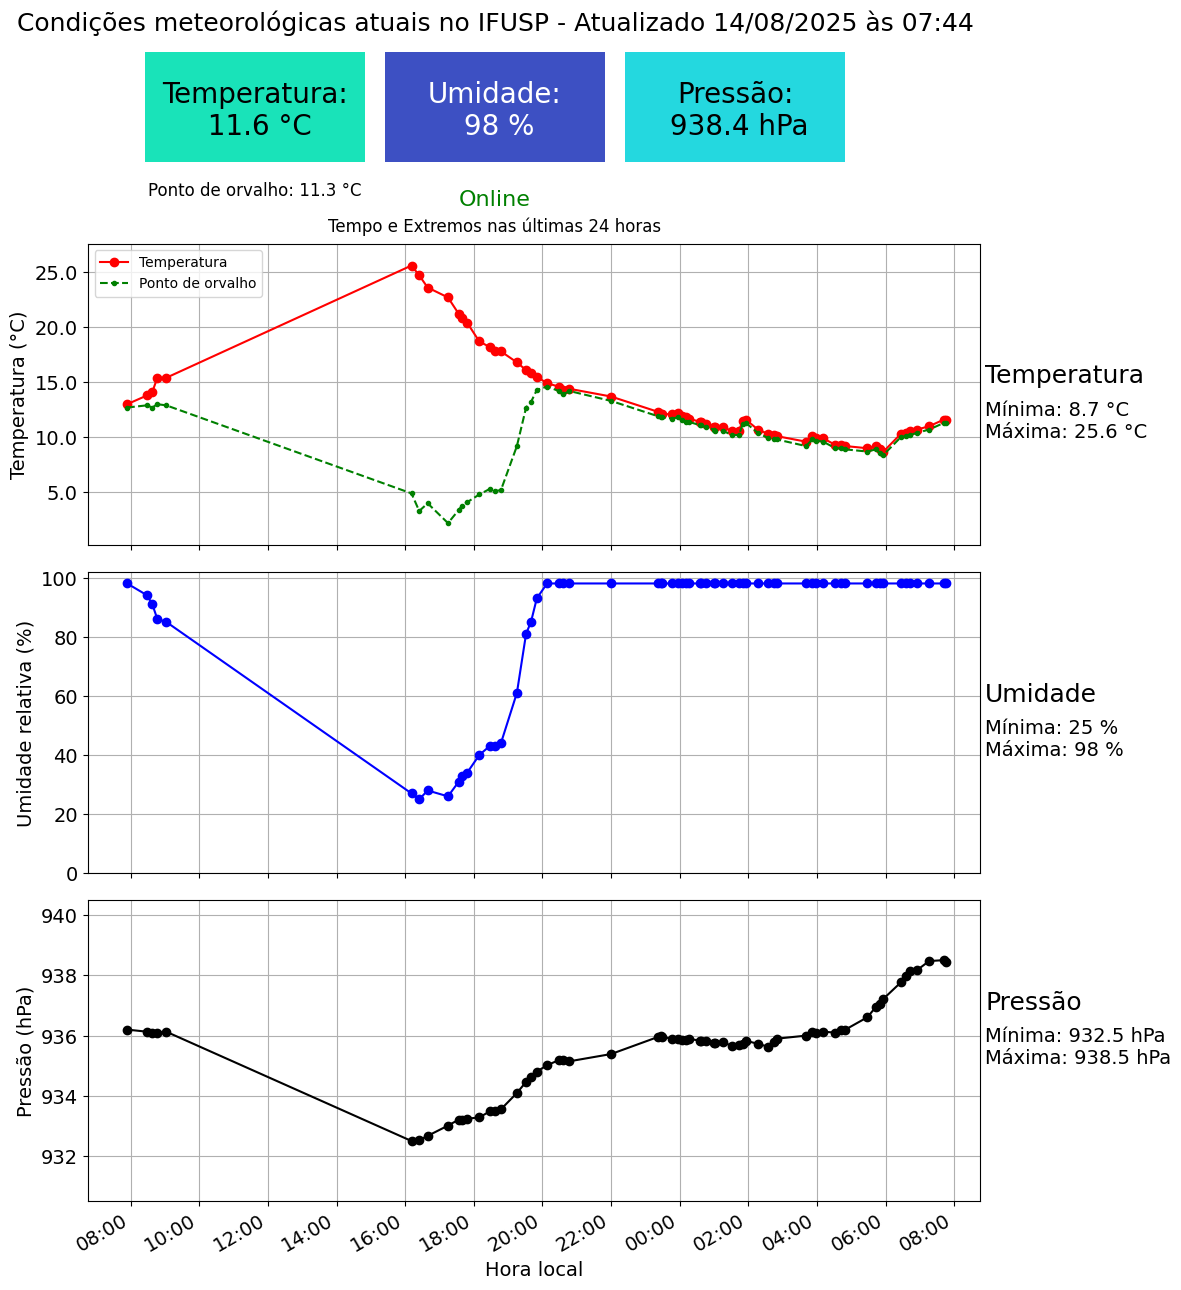 Condições meteorológicas atuais no IFUSP - Atualizado 14/08/2025 às 07:44
Temperatura:
11.6 °C
Umidade:
98 %
Pressão:
938.4 hPa
Ponto de orvalho: 11.3 °C
Online
Tempo e Extremos nas últimas 24 horas
Temperatura
Ponto de orvalho
Temperatura (°C)
25.0
20.0
15.0
10.0
5.0
Temperatura
Mínima: 8.7 °C
Máxima: 25.6 °C
Umidade relativa (%)
100
80
60
40
20
0
Umidade
Mínima: 25 %
Máxima: 98 %
Pressão (hPa)
940
938
936
934
932
Pressão
Mínima: 932.5 hPa
Máxima: 938.5 hPa
08:00
10:00
12:00
14:00
16:00
18:00
20:00
22:00
00:00
02:00
04:00
06:00
08:00
Hora local